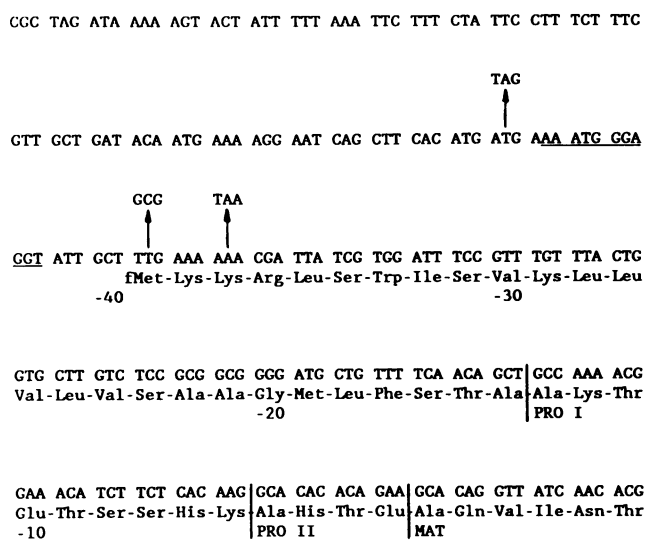 CGC TAG ATA AAA AGT ACT ATT TTT AAA TTC TTT CTA TTC CTT TCT TTC
TAG
GTT GCT GAT ACA ATG AAA AGG AAT CAG CTT CAC ATG ATG AAA ATG GGA
GCG TAA
GGT ATT GCT TTG AAA AAA CGA TTA TCG TGG ATT TCC GTT TGT TTA CTG
fMet-Lys-Lys-Arg-Leu-Ser-Trp-Ile-Ser-Val-Lys-Leu-Leu
-40 -30
GTG CTT GTC TCC GCG GCG GGG ATG CTG TTT TCA ACA GCT GCC AAA ACG
Val-Leu-Val-Ser-Ala-Ala-Gly-Met-Leu-Phe-Ser-Thr-Ala Ala-Lys-Thr
-20 PRO I
GAA ACA TCT TCT CAC AAG GCA CAC ACA GAA GCA CAG GTT ATC AAC ACG
Glu-Thr-Ser-Ser-His-Lys Ala-His-Thr-Glu Ala-Gln-Val-Ile-Asn-Thr
-10 PRO II MAT